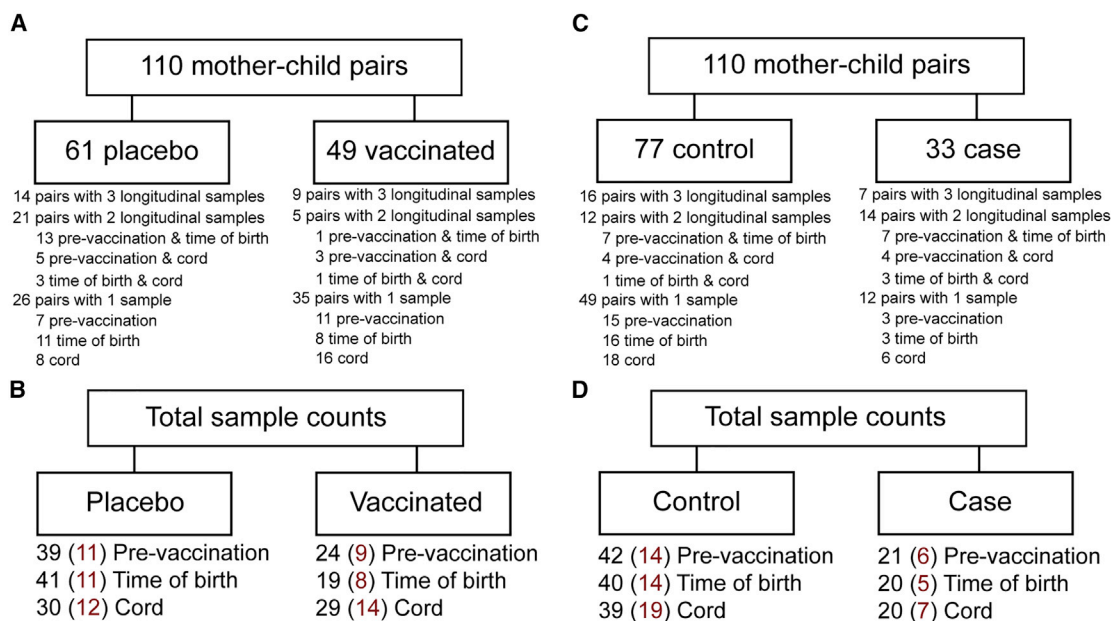 A
110 mother-child pairs
61 placebo
14 pairs with 3 longitudinal samples
21 pairs with 2 longitudinal samples
13 pre-vaccination & time of birth
5 pre-vaccination & cord
3 time of birth & cord
26 pairs with 1 sample
7 pre-vaccination
11 time of birth
8 cord
49 vaccinated
9 pairs with 3 longitudinal samples
5 pairs with 2 longitudinal samples
1 pre-vaccination & time of birth
3 pre-vaccination & cord
1 time of birth & cord
35 pairs with 1 sample
11 pre-vaccination
8 time of birth
16 cord
B
Total sample counts
Placebo
39 (11) Pre-vaccination
41 (11) Time of birth
30 (12) Cord
Vaccinated
24 (9) Pre-vaccination
19 (8) Time of birth
29 (14) Cord
C
110 mother-child pairs
77 control
16 pairs with 3 longitudinal samples
12 pairs with 2 longitudinal samples
7 pre-vaccination & time of birth
4 pre-vaccination & cord
1 time of birth & cord
49 pairs with 1 sample
15 pre-vaccination
16 time of birth
18 cord
33 case
7 pairs with 3 longitudinal samples
14 pairs with 2 longitudinal samples
7 pre-vaccination & time of birth
4 pre-vaccination & cord
3 time of birth & cord
12 pairs with 1 sample
3 pre-vaccination
3 time of birth
6 cord
D
Total sample counts
Control
42 (14) Pre-vaccination
40 (14) Time of birth
39 (19) Cord
Case
21 (6) Pre-vaccination
20 (5) Time of birth
20 (7) Cord